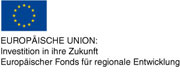 EUROPÄISCHE UNION:
Investition in ihre Zukunft
Europäischer Fonds für regionale Entwicklung